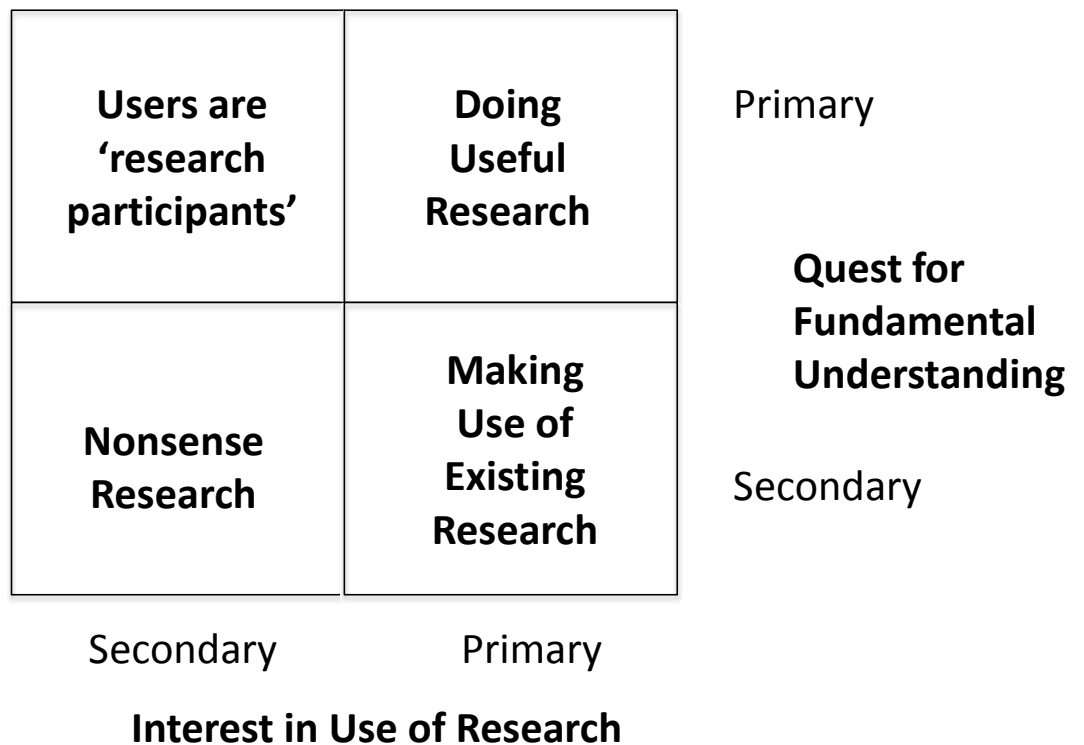 Users are
‘research
participants’
Doing
Useful
Research
Primary
Quest for
Fundamental
Understanding
Nonsense
Research
Making
Use of
Existing
Research
Secondary
Secondary
Primary
Interest in Use of Research